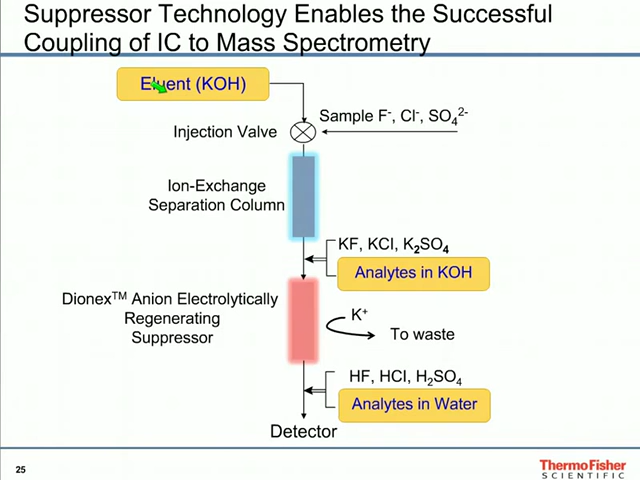 Suppressor Technology Enables the Successful
Coupling of IC to Mass Spectrometry
Eluent (KOH)
Sample F⁻, Cl⁻, SO₄²⁻
Injection Valve
Ion-Exchange
Separation Column
KF, KCl, K₂SO₄
Analytes in KOH
Dionex™ Anion Electrolytically
Regenerating
Suppressor
K⁺
To waste
HF, HCl, H₂SO₄
Analytes in Water
Detector
25
ThermoFisher
SCIENTIFIC